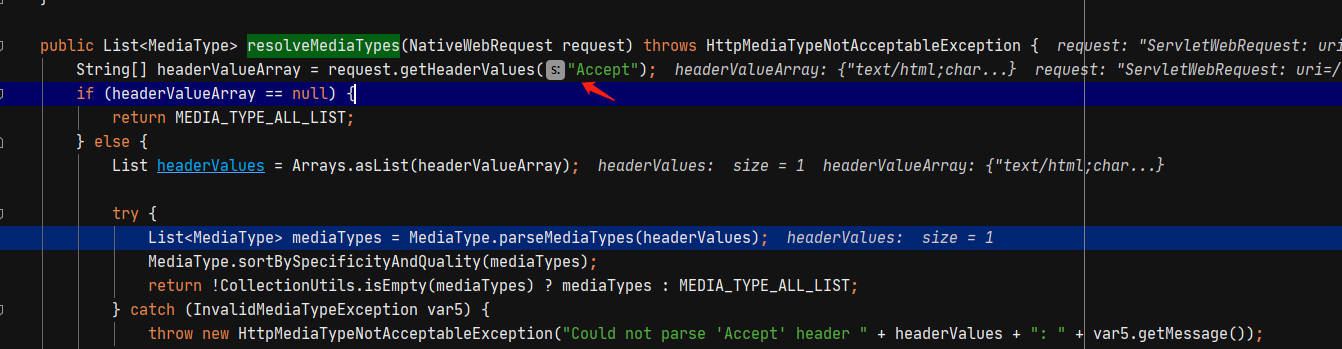 }
public List<MediaType> resolveMediaTypes(NativeWebRequest request) throws HttpMediaTypeNotAcceptableException {  request: "ServletWebRequest: uri=
String[] headerValueArray = request.getHeaderValues( s: "Accept");  headerValueArray: {"text/html;char...}  request: "ServletWebRequest: uri=/
if (headerValueArray == null) {
return MEDIA_TYPE_ALL_LIST;
} else {
List headerValues = Arrays.asList(headerValueArray);  headerValues:  size = 1  headerValueArray: {"text/html;char...}
try {
List<MediaType> mediaTypes = MediaType.parseMediaTypes(headerValues);  headerValues:  size = 1
MediaType.sortBySpecificityAndQuality(mediaTypes);
return !CollectionUtils.isEmpty(mediaTypes) ? mediaTypes : MEDIA_TYPE_ALL_LIST;
} catch (InvalidMediaTypeException var5) {
throw new HttpMediaTypeNotAcceptableException("Could not parse 'Accept' header " + headerValues + ": " + var5.getMessage());